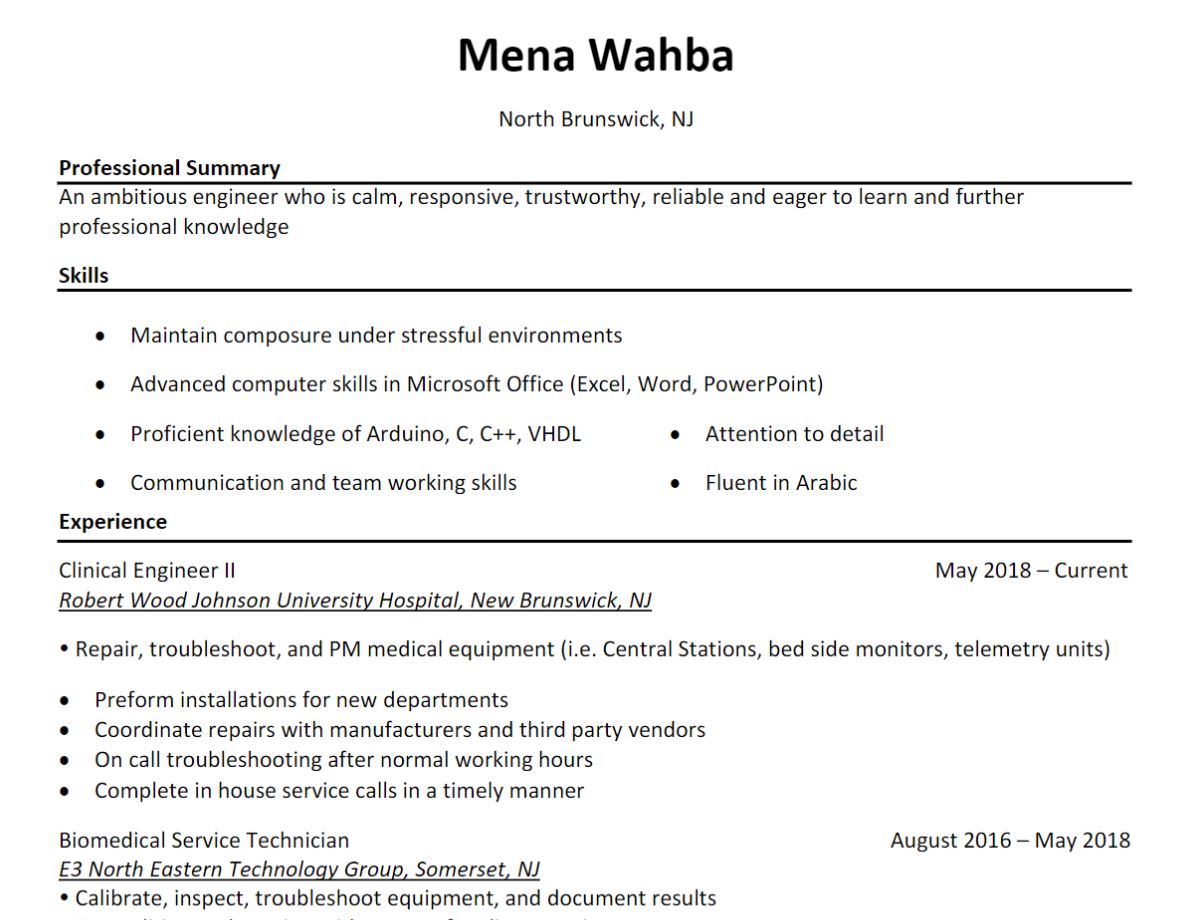 Mena Wahba
North Brunswick, NJ
Professional Summary
An ambitious engineer who is calm, responsive, trustworthy, reliable and eager to learn and further
professional knowledge
Skills
• Maintain composure under stressful environments
• Advanced computer skills in Microsoft Office (Excel, Word, PowerPoint)
• Proficient knowledge of Arduino, C, C++, VHDL • Attention to detail
• Communication and team working skills • Fluent in Arabic
Experience
Clinical Engineer II May 2018 – Current
Robert Wood Johnson University Hospital, New Brunswick, NJ
• Repair, troubleshoot, and PM medical equipment (i.e. Central Stations, bed side monitors, telemetry units)
• Preform installations for new departments
• Coordinate repairs with manufacturers and third party vendors
• On call troubleshooting after normal working hours
• Complete in house service calls in a timely manner
Biomedical Service Technician August 2016 – May 2018
E3 North Eastern Technology Group, Somerset, NJ
• Calibrate, inspect, troubleshoot equipment, and document results